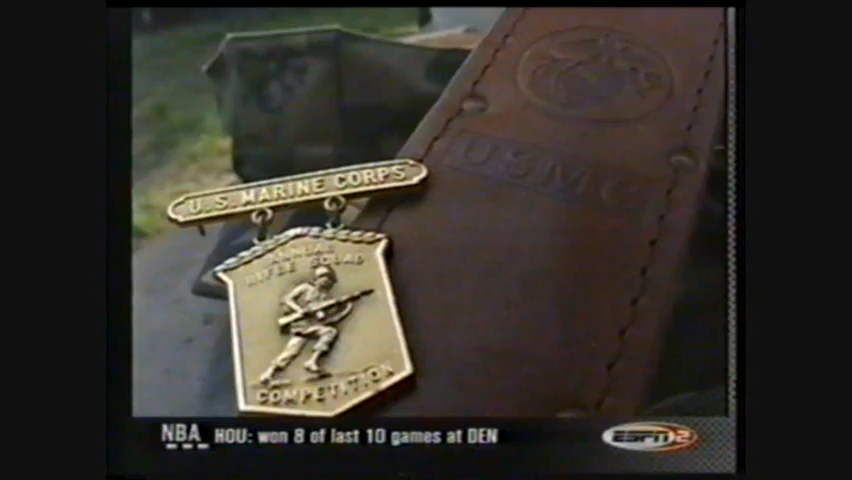 U.S. MARINE CORPS
USMC
ANNUAL
RIFLE SQUAD
COMPETITION
NBA HOU: won 8 of last 10 games at DEN
ESPN2